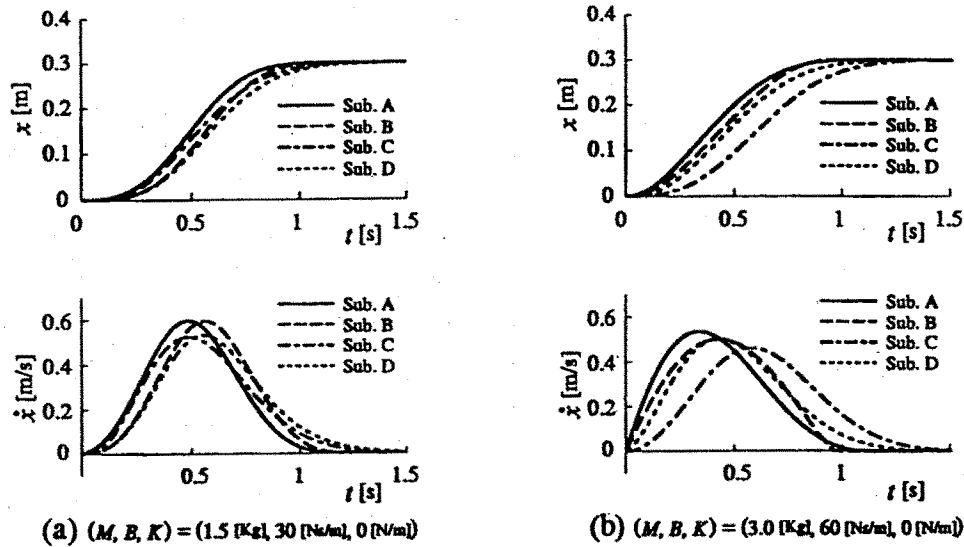 0.4
0.3
0.2
0.1
0
x [m]
Sub. A
Sub. B
Sub. C
Sub. D
0
0.5
1
1.5
t [s]
0.4
0.3
0.2
0.1
0
x [m]
Sub. A
Sub. B
Sub. C
Sub. D
0
0.5
1
1.5
t [s]
0.6
0.4
0.2
0
ẋ [m/s]
Sub. A
Sub. B
Sub. C
Sub. D
0.5
1
1.5
t [s]
0.6
0.4
0.2
0
ẋ [m/s]
Sub. A
Sub. B
Sub. C
Sub. D
0.5
1
1.5
t [s]
(a) (M, B, K) = (1.5 [Kg], 30 [Ns/m], 0 [N/m])
(b) (M, B, K) = (3.0 [Kg], 60 [Ns/m], 0 [N/m])